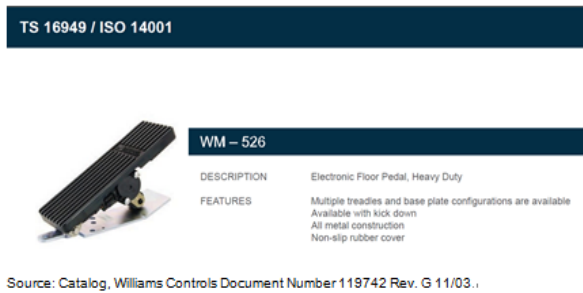 TS 16949 / ISO 14001
WM – 526
DESCRIPTION Electronic Floor Pedal, Heavy Duty
FEATURES Multiple treadles and base plate configurations are available
Available with kick down
All metal construction
Non-slip rubber cover
Source: Catalog, Williams Controls Document Number 119742 Rev. G 11/03.